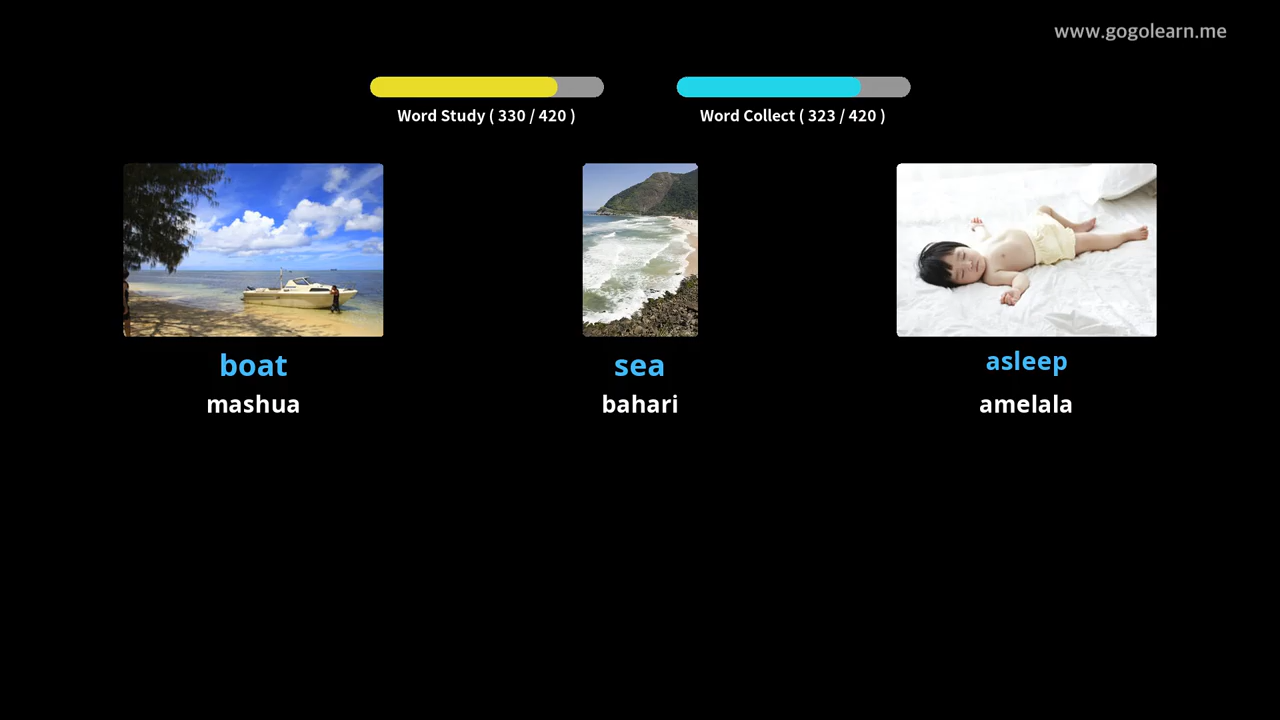 www.gogolearn.me
Word Study ( 330 / 420 )
Word Collect ( 323 / 420 )
boat
mashua
sea
bahari
asleep
amelala